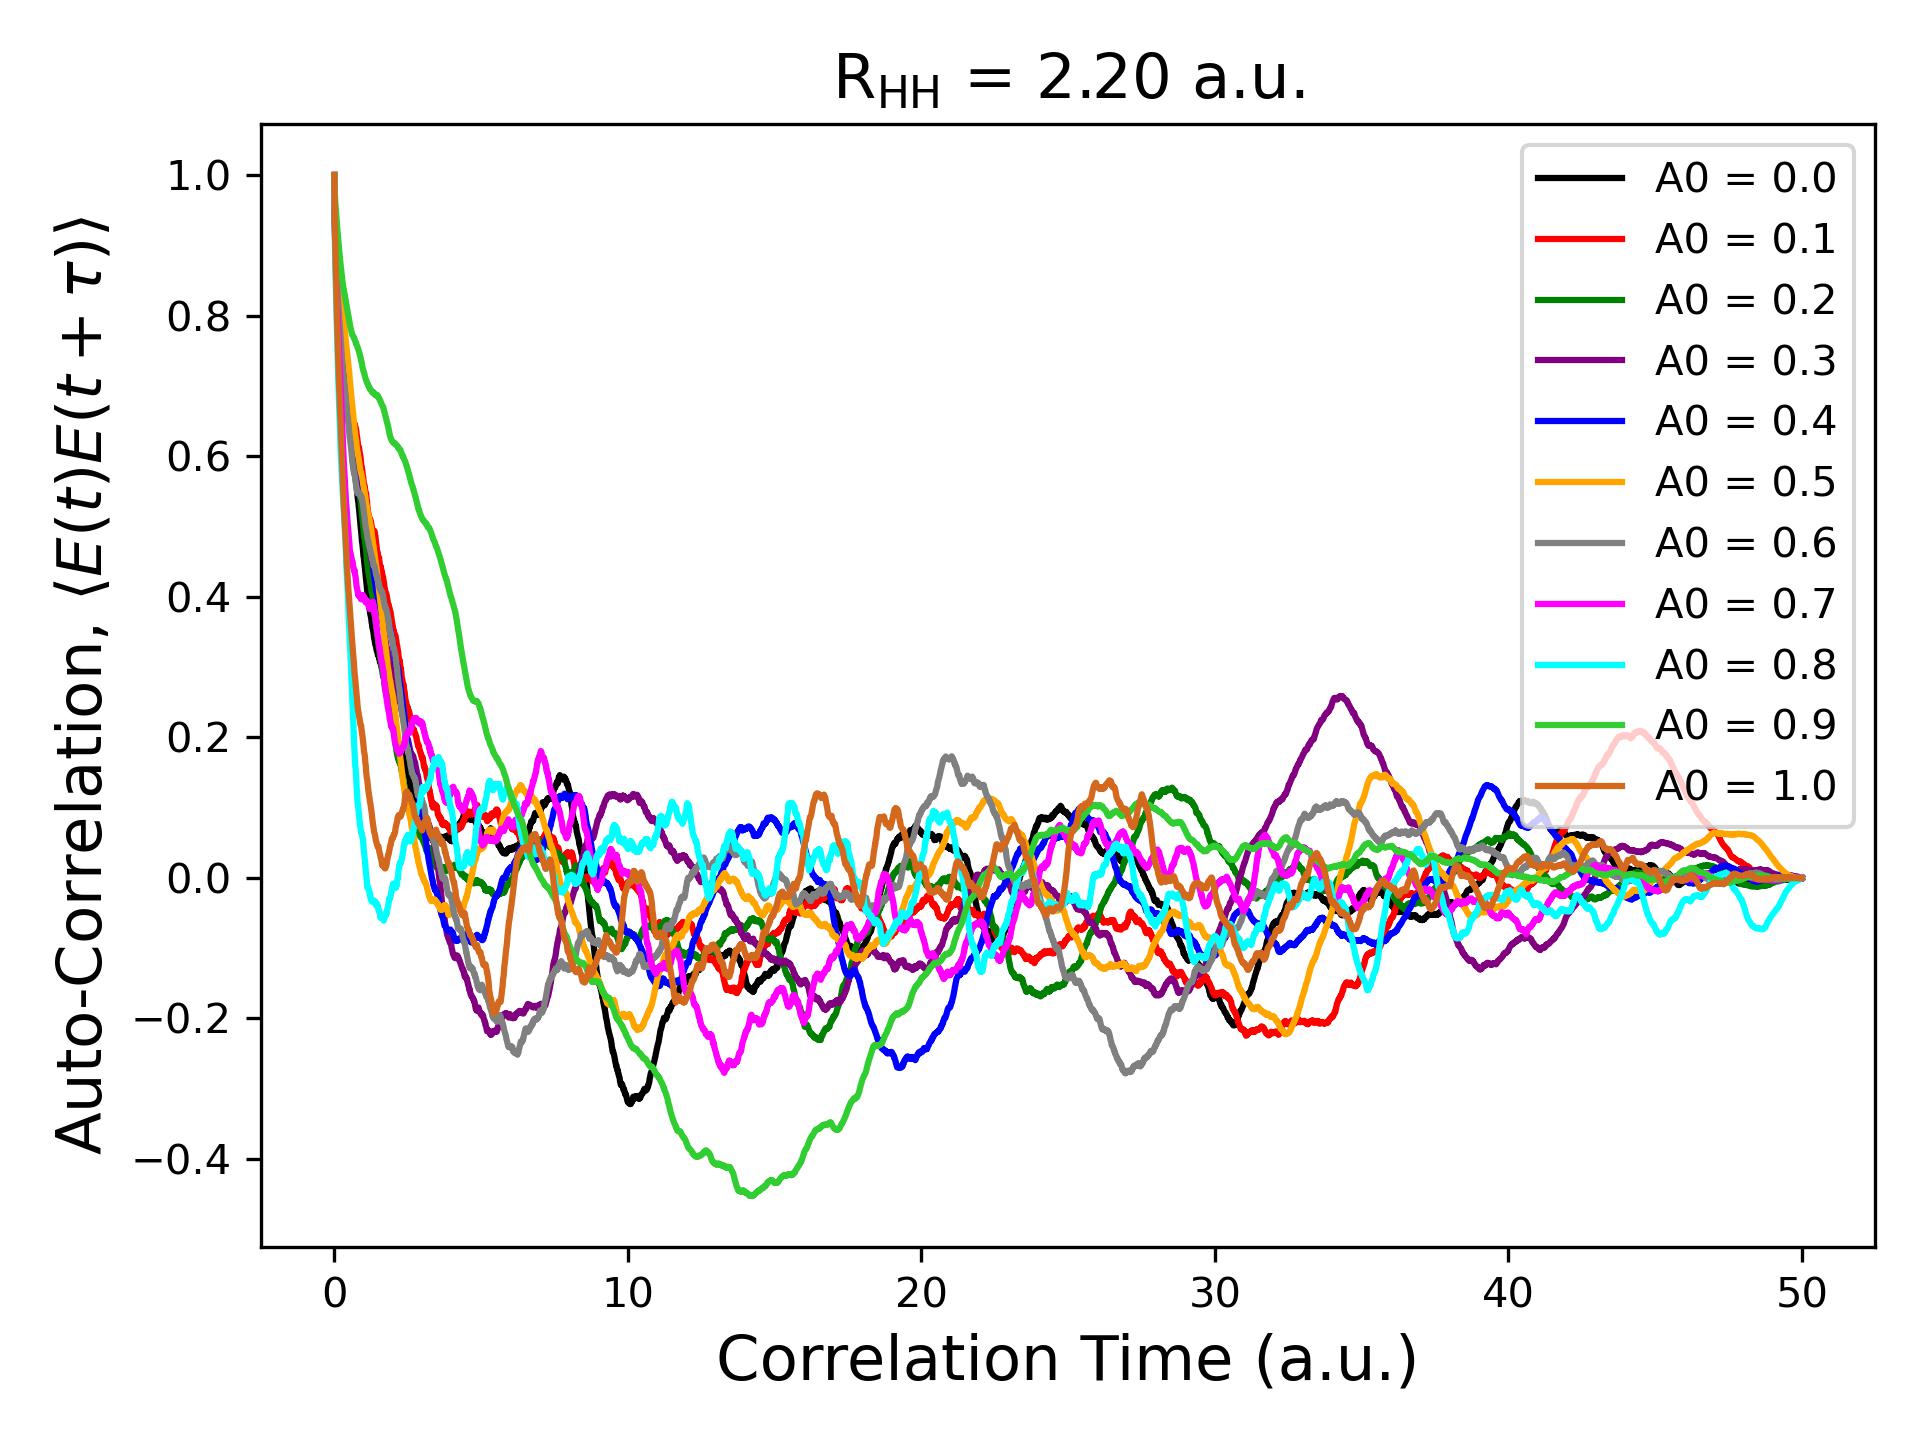 R_HH = 2.20 a.u.
Auto-Correlation, ⟨E(t)E(t + τ)⟩
1.0
0.8
0.6
0.4
0.2
0.0
−0.2
−0.4
A0 = 0.0
A0 = 0.1
A0 = 0.2
A0 = 0.3
A0 = 0.4
A0 = 0.5
A0 = 0.6
A0 = 0.7
A0 = 0.8
A0 = 0.9
A0 = 1.0
0 10 20 30 40 50
Correlation Time (a.u.)